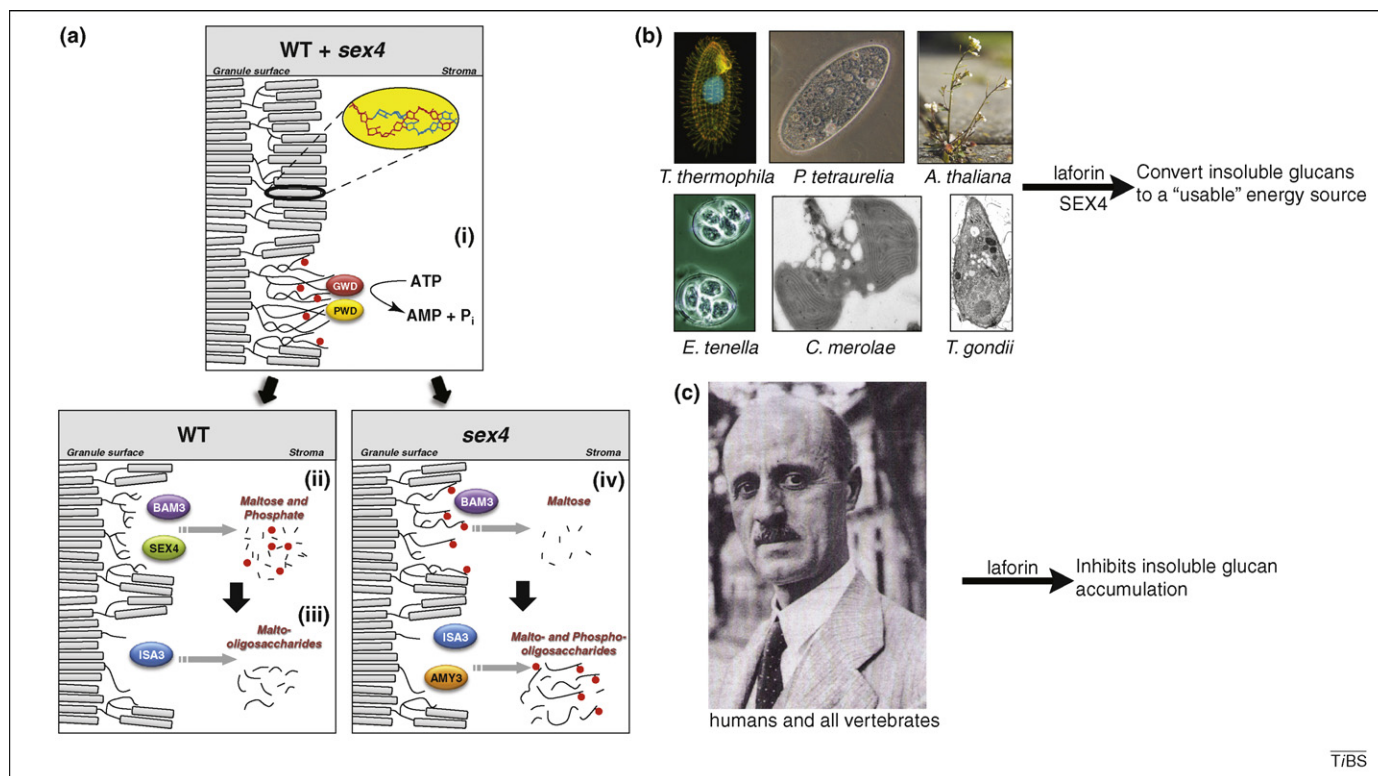 (a)
WT + sex4
Granule surface
Stroma
(i)
GWD
PWD
ATP
AMP + Pi
WT
Granule surface
Stroma
(ii)
BAM3
SEX4
Maltose and
Phosphate
(iii)
ISA3
Malto-
oligosaccharides
sex4
Granule surface
Stroma
(iv)
BAM3
Maltose
ISA3
AMY3
Malto- and Phospho-
oligosaccharides
(b)
T. thermophila
P. tetraurelia
A. thaliana
E. tenella
C. merolae
T. gondii
laforin
SEX4
Convert insoluble glucans
to a “usable” energy source
(c)
humans and all vertebrates
laforin
Inhibits insoluble glucan
accumulation
TiBS